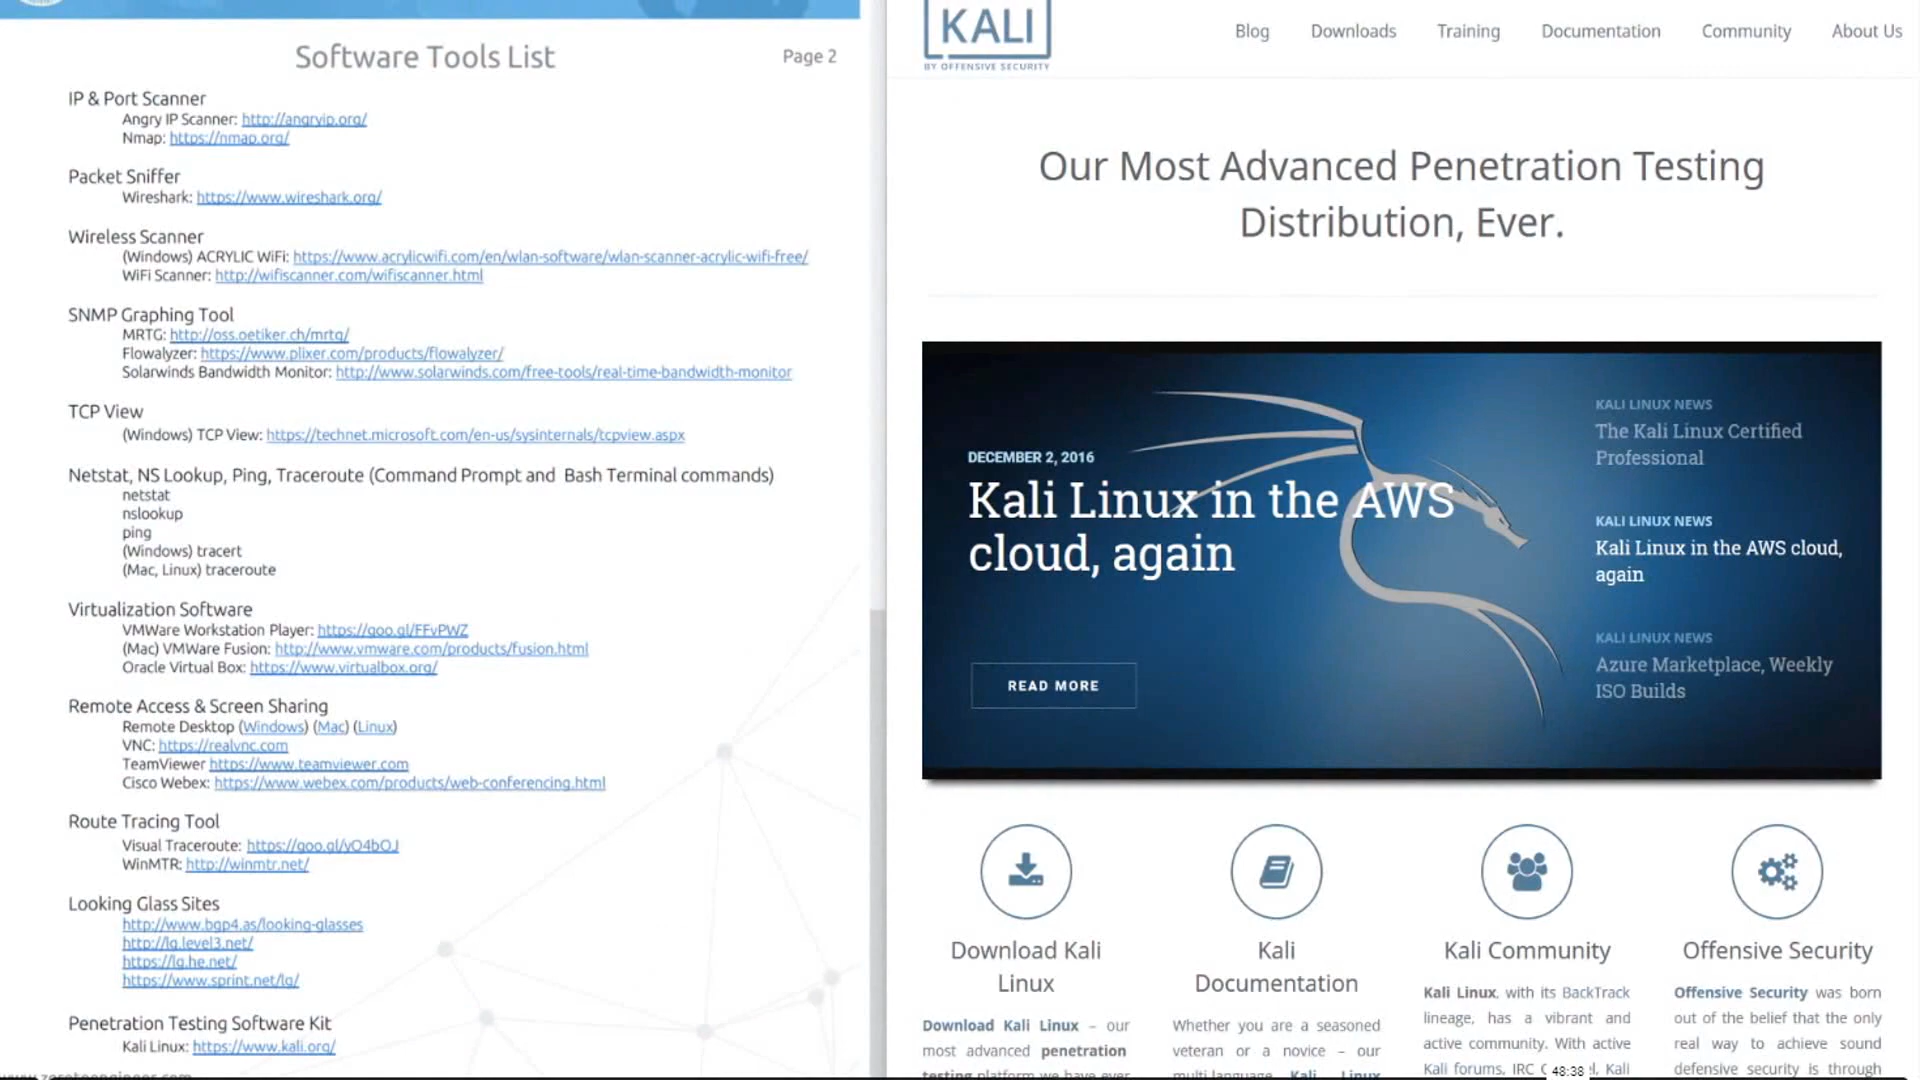 Software Tools List
Page 2
IP & Port Scanner
Angry IP Scanner: http://angryip.org/
Nmap: https://nmap.org/
Packet Sniffer
Wireshark: https://www.wireshark.org/
Wireless Scanner
(Windows) ACRYLIC WiFi: https://www.acrylicwifi.com/en/wlan-software/wlan-scanner-acrylic-wifi-free/
WiFi Scanner: http://wifiscanner.com/wifiscanner.html
SNMP Graphing Tool
MRTG: http://oss.oetiker.ch/mrtg/
Flowalyzer: https://www.plixer.com/products/flowalyzer/
Solarwinds Bandwidth Monitor: http://www.solarwinds.com/free-tools/real-time-bandwidth-monitor
TCP View
(Windows) TCP View: https://technet.microsoft.com/en-us/sysinternals/tcpview.aspx
Netstat, NS Lookup, Ping, Traceroute (Command Prompt and Bash Terminal commands)
netstat
nslookup
ping
(Windows) tracert
(Mac, Linux) traceroute
Virtualization Software
VMWare Workstation Player: https://goo.gl/FFvPWZ
(Mac) VMWare Fusion: http://www.vmware.com/products/fusion.html
Oracle Virtual Box: https://www.virtualbox.org/
Remote Access & Screen Sharing
Remote Desktop (Windows) (Mac) (Linux)
VNC: https://realvnc.com
TeamViewer https://www.teamviewer.com
Cisco Webex: https://www.webex.com/products/web-conferencing.html
Route Tracing Tool
Visual Traceroute: https://goo.gl/yO4bOJ
WinMTR: http://winmtr.net/
Looking Glass Sites
http://www.bgp4.as/looking-glasses
http://lg.level3.net/
https://lg.he.net/
https://www.sprint.net/lg/
Penetration Testing Software Kit
Kali Linux: https://www.kali.org/
KALI
BY OFFENSIVE SECURITY
Blog Downloads Training Documentation Community About Us
Our Most Advanced Penetration Testing
Distribution, Ever.
DECEMBER 2, 2016
Kali Linux in the AWS
cloud, again
READ MORE
KALI LINUX NEWS
The Kali Linux Certified
Professional
KALI LINUX NEWS
Kali Linux in the AWS cloud,
again
KALI LINUX NEWS
Azure Marketplace, Weekly
ISO Builds
Download Kali
Linux
Download Kali Linux – our
most advanced penetration
testing platform we have ever
Kali
Documentation
Whether you are a seasoned
veteran or a novice – our
multi-language Kali Linux
Kali Community
Kali Linux, with its BackTrack
lineage, has a vibrant and
active community. With active
Kali forums, IRC Kali
Offensive Security
Offensive Security was born
out of the belief that the only
real way to achieve sound
defensive security is through
48:38